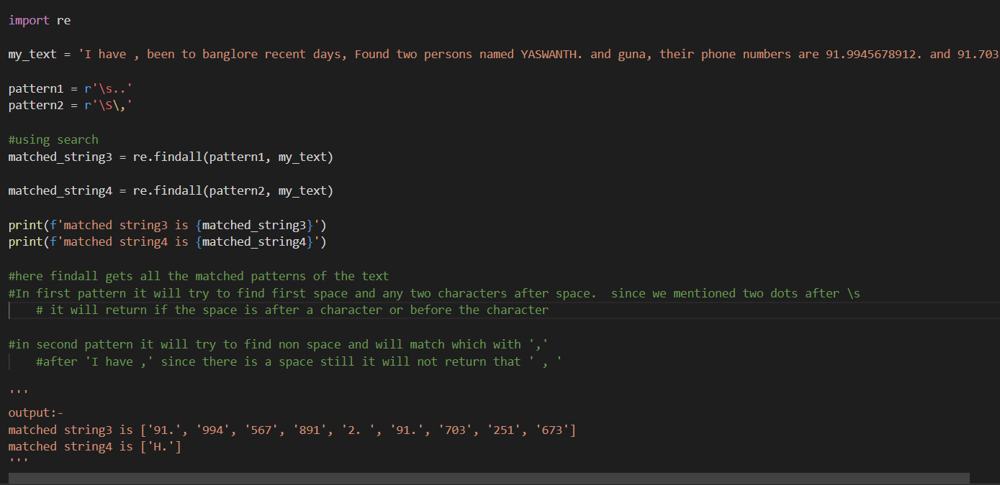 import re
my_text = 'I have , been to banglore recent days, Found two persons named YASWANTH. and guna, their phone numbers are 91.9945678912. and 91.703
pattern1 = r'\s..'
pattern2 = r'\S\,'
#using search
matched_string3 = re.findall(pattern1, my_text)
matched_string4 = re.findall(pattern2, my_text)
print(f'matched string3 is {matched_string3}')
print(f'matched string4 is {matched_string4}')
#here findall gets all the matched patterns of the text
#In first pattern it will try to find first space and any two characters after space.  since we mentioned two dots after \s
    # it will return if the space is after a character or before the character
#in second pattern it will try to find non space and will match which with ','
    #after 'I have ,' since there is a space still it will not return that ' , '
'''
output:-
matched string3 is ['91.', '994', '567', '891', '2. ', '91.', '703', '251', '673']
matched string4 is ['H.']
'''